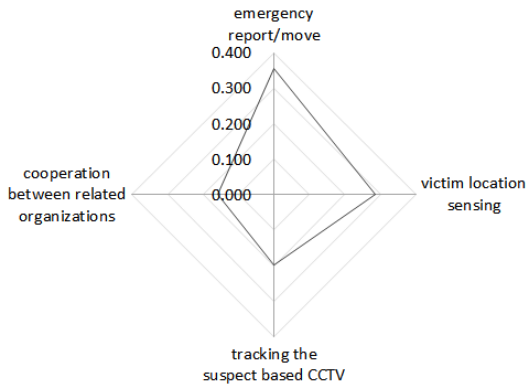 emergency
report/move
0.400
0.300
0.200
0.100
0.000
cooperation
between related
organizations
victim location
sensing
tracking the
suspect based CCTV